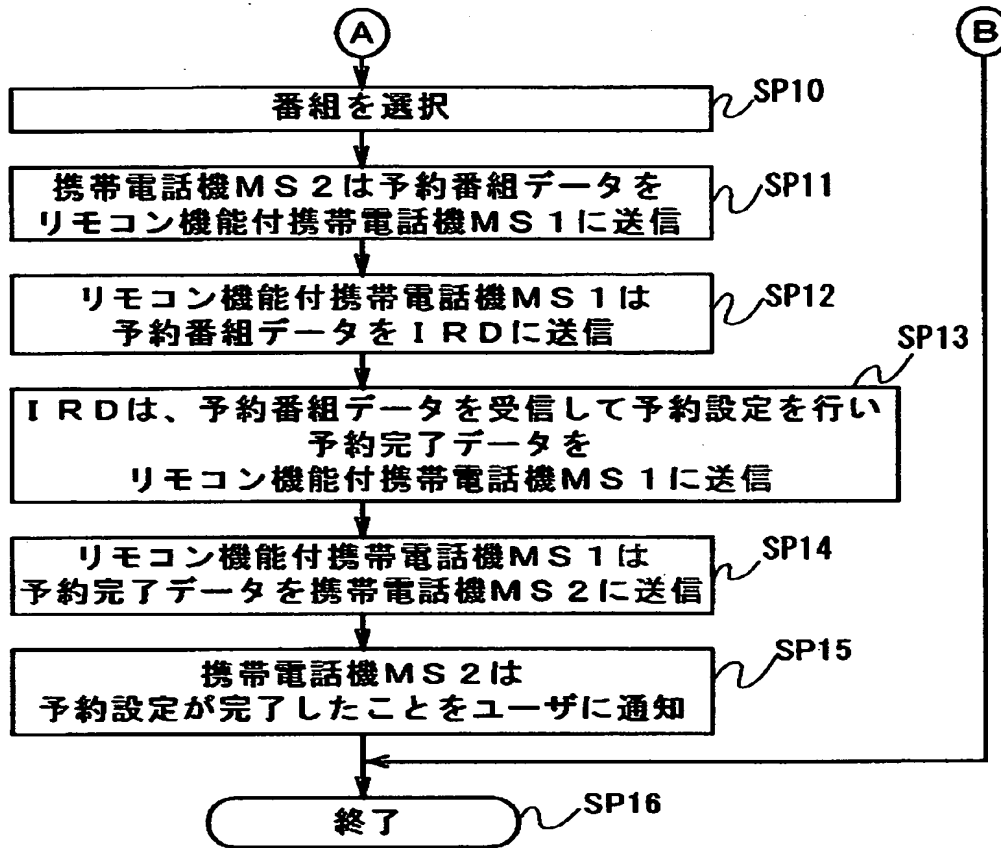 A
B
番組を選択
SP10
携帯電話機MS2は予約番組データを
リモコン機能付携帯電話機MS1に送信
SP11
リモコン機能付携帯電話機MS1は
予約番組データをIRDに送信
SP12
SP13
IRDは、予約番組データを受信して予約設定を行い
予約完了データを
リモコン機能付携帯電話機MS1に送信
リモコン機能付携帯電話機MS1は
予約完了データを携帯電話機MS2に送信
SP14
携帯電話機MS2は
予約設定が完了したことをユーザに通知
SP15
終了
SP16